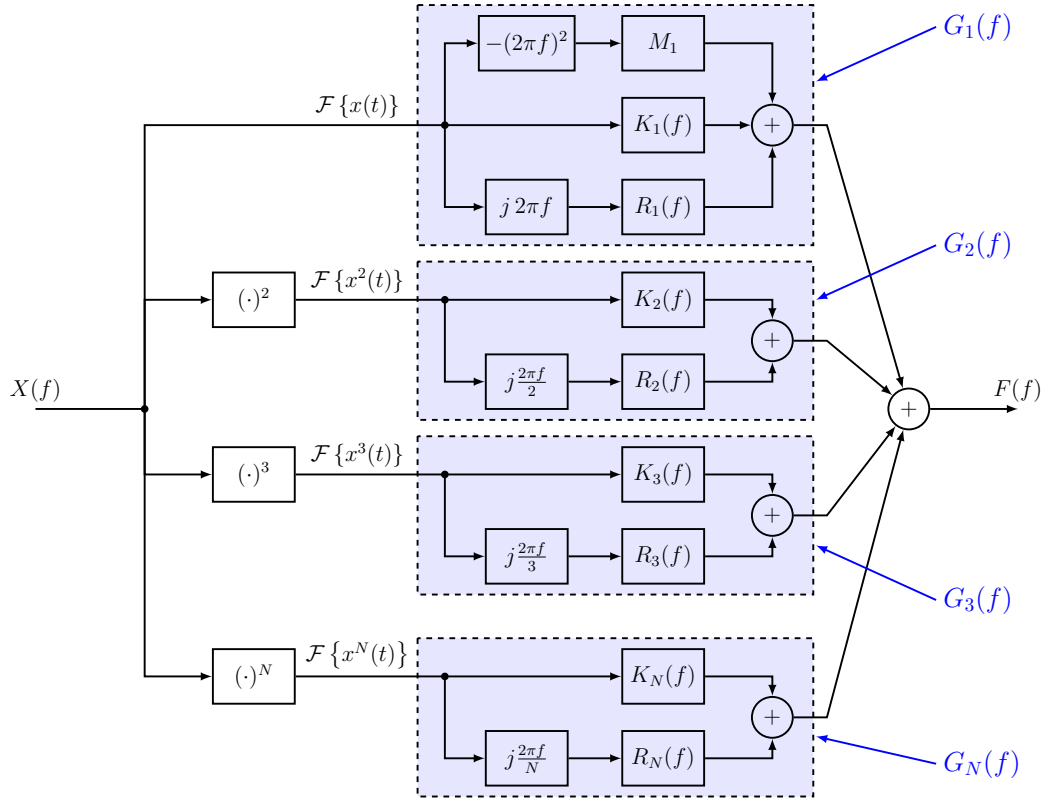 −(2πf)²
M₁
G₁(f)
ℱ{x(t)}
K₁(f)
+
j 2πf
R₁(f)
G₂(f)
(·)²
ℱ{x²(t)}
K₂(f)
+
j 2πf/2
R₂(f)
X(f)
+
F(f)
(·)³
ℱ{x³(t)}
K₃(f)
+
j 2πf/3
R₃(f)
G₃(f)
(·)ᴺ
ℱ{xᴺ(t)}
K_N(f)
+
j 2πf/N
R_N(f)
G_N(f)